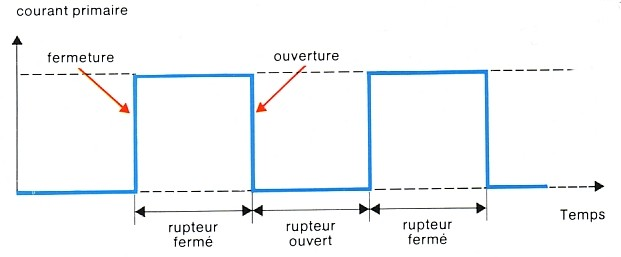 courant primaire
fermeture
ouverture
rupteur
fermé
rupteur
ouvert
rupteur
fermé
Temps